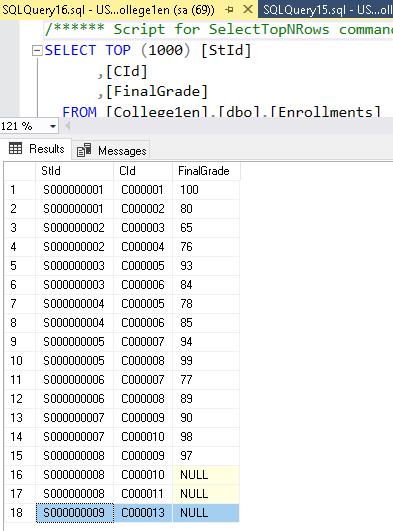 SQLQuery16.sql - US...ollege1en (sa (69)) SQLQuery15.sql - US...oll
/****** Script for SelectTopNRows comman
SELECT TOP (1000) [StId]
,[CId]
,[FinalGrade]
FROM [College1en].[dbo].[Enrollments]
121 %
Results Messages
StId CId FinalGrade
1 S000000001 C000001 100
2 S000000001 C000002 80
3 S000000002 C000003 65
4 S000000002 C000004 76
5 S000000003 C000005 93
6 S000000003 C000006 84
7 S000000004 C000005 78
8 S000000004 C000006 85
9 S000000005 C000007 94
10 S000000005 C000008 99
11 S000000006 C000007 77
12 S000000006 C000008 89
13 S000000007 C000009 90
14 S000000007 C000010 98
15 S000000008 C000009 97
16 S000000008 C000010 NULL
17 S000000008 C000011 NULL
18 S000000009 C000013 NULL